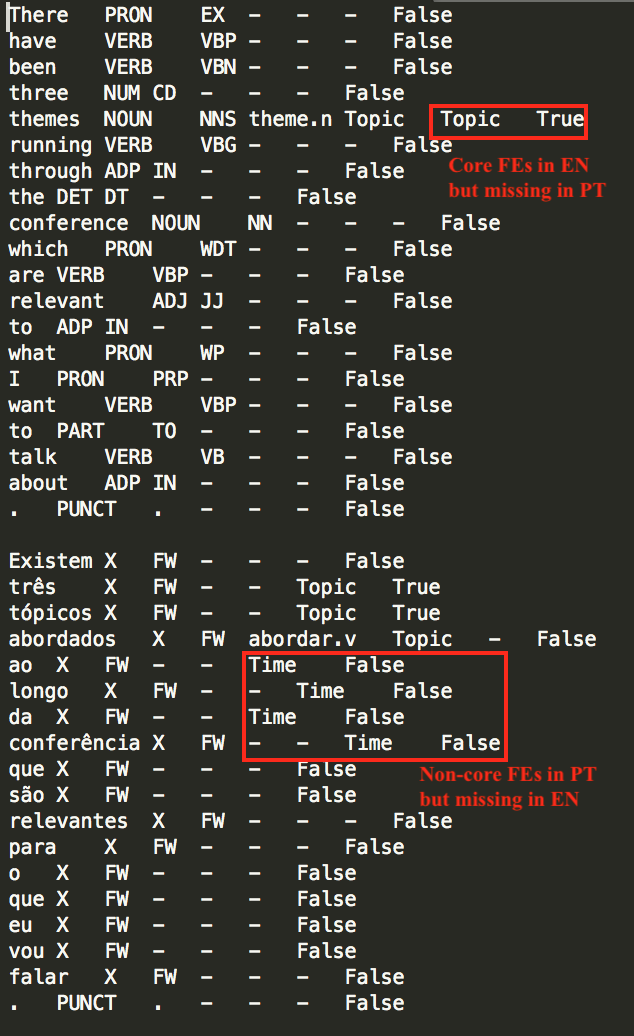 There PRON EX - - - False
have VERB VBP - - - False
been VERB VBN - - - False
three NUM CD - - - False
themes NOUN NNS theme.n Topic Topic True
running VERB VBG - - - False
through ADP IN - - - False
Core FEs in EN
but missing in PT
the DET DT - - - False
conference NOUN NN - - - False
which PRON WDT - - - False
are VERB VBP - - - False
relevant ADJ JJ - - - False
to ADP IN - - - False
what PRON WP - - - False
I PRON PRP - - - False
want VERB VBP - - - False
to PART TO - - - False
talk VERB VB - - - False
about ADP IN - - - False
. PUNCT . - - - False
Existem X FW - - - False
três X FW - - Topic True
tópicos X FW - - Topic True
abordados X FW abordar.v Topic - False
ao X FW - - Time False
longo X FW - - Time False
da X FW - - Time False
conferência X FW - - Time False
que X FW - - - False
Non-core FEs in PT
but missing in EN
são X FW - - - False
relevantes X FW - - - False
para X FW - - - False
o X FW - - - False
que X FW - - - False
eu X FW - - - False
vou X FW - - - False
falar X FW - - - False
. PUNCT . - - - False